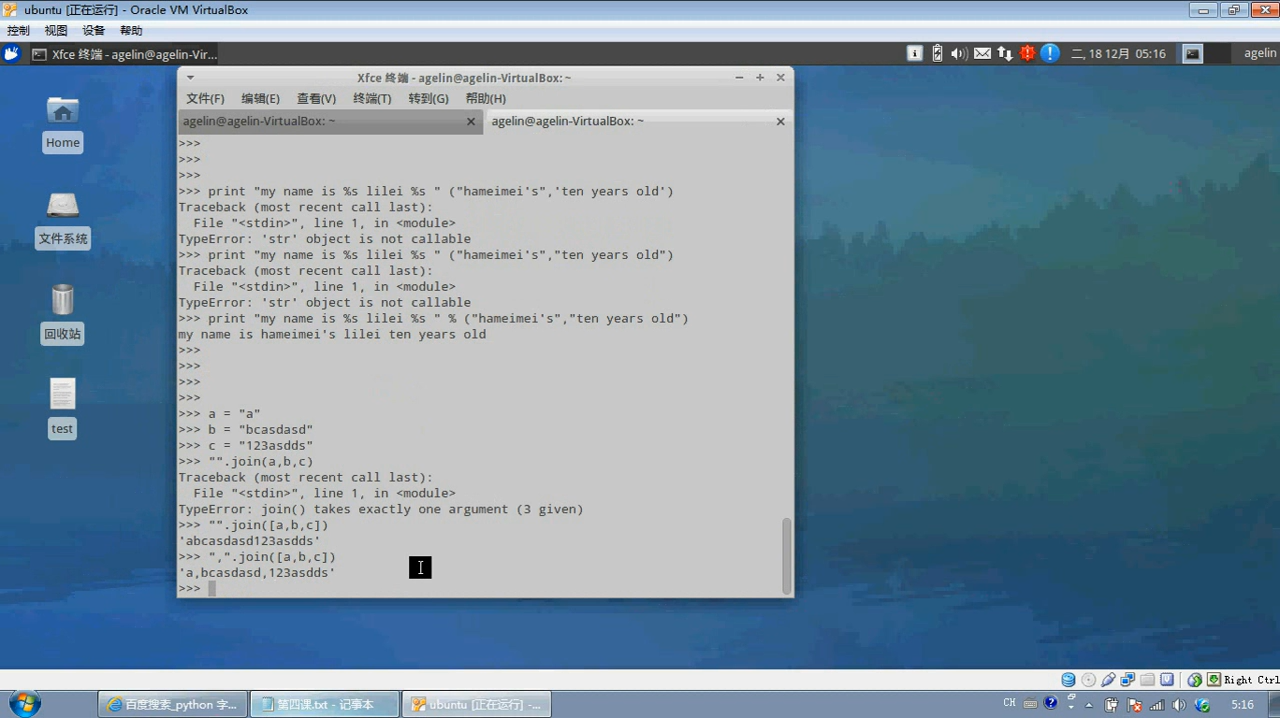 ubuntu [正在运行] - Oracle VM VirtualBox
控制 视图 设备 帮助
Xfce 终端 - agelin@agelin-Vir...
二, 18 12月 05:16
agelin
Xfce 终端 - agelin@agelin-VirtualBox: ~
文件(F) 编辑(E) 查看(V) 终端(T) 转到(G) 帮助(H)
agelin@agelin-VirtualBox: ~
agelin@agelin-VirtualBox: ~
>>>
>>>
>>>
>>> print "my name is %s lilei %s " ("hameimei's",'ten years old')
Traceback (most recent call last):
File "<stdin>", line 1, in <module>
TypeError: 'str' object is not callable
>>> print "my name is %s lilei %s " ("hameimei's","ten years old")
Traceback (most recent call last):
File "<stdin>", line 1, in <module>
TypeError: 'str' object is not callable
>>> print "my name is %s lilei %s " % ("hameimei's","ten years old")
my name is hameimei's lilei ten years old
>>>
>>>
>>>
>>>
>>> a = "a"
>>> b = "bcasdasd"
>>> c = "123asdds"
>>> "".join(a,b,c)
Traceback (most recent call last):
File "<stdin>", line 1, in <module>
TypeError: join() takes exactly one argument (3 given)
>>> "".join([a,b,c])
'abcasdasd123asdds'
>>> ",".join([a,b,c])
'a,bcasdasd,123asdds'
>>>
Home
文件系统
回收站
test
Right Ctrl
百度搜索_python 字...
第四课.txt - 记事本
ubuntu [正在运行] -...
CH
5:16